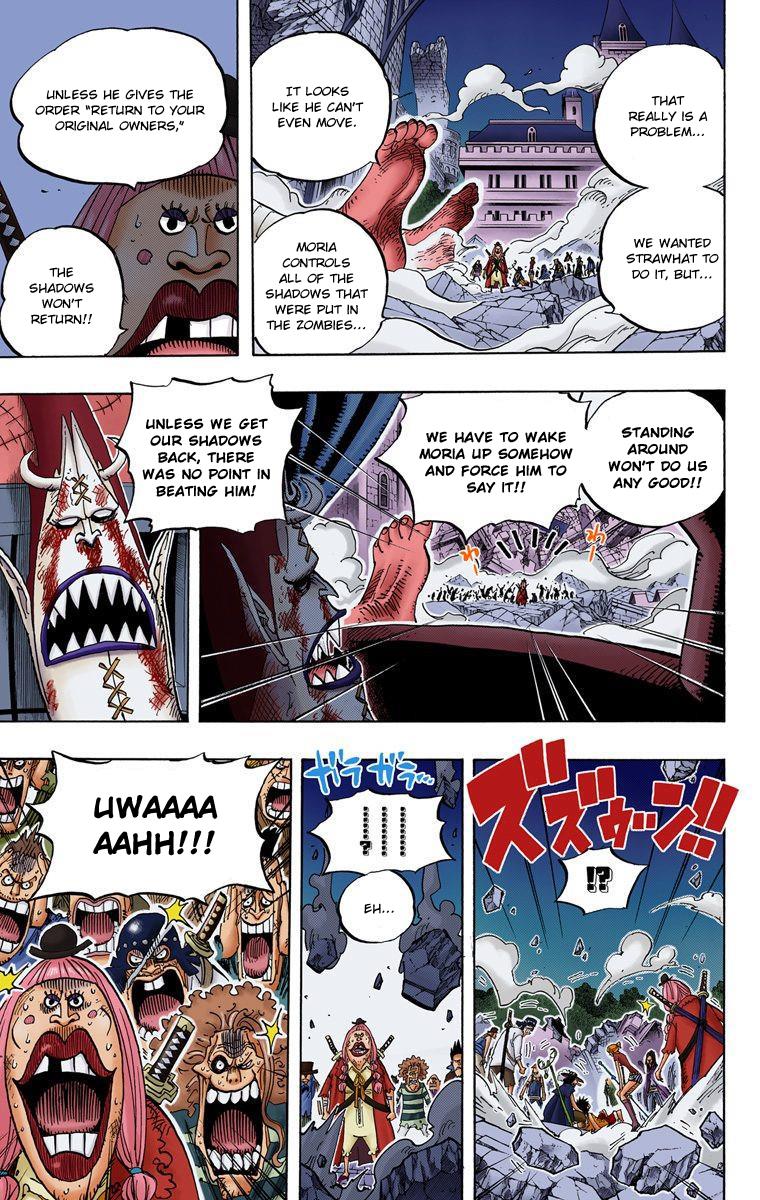 THAT
REALLY IS A
PROBLEM...
WE WANTED
STRAWHAT TO
DO IT, BUT...
IT LOOKS
LIKE HE CAN'T
EVEN MOVE.
MORIA
CONTROLS
ALL OF THE
SHADOWS THAT
WERE PUT IN
THE ZOMBIES...
UNLESS HE GIVES THE
ORDER "RETURN TO YOUR
ORIGINAL OWNERS,"
THE
SHADOWS
WON'T
RETURN!!
STANDING
AROUND
WON'T DO US
ANY GOOD!!
WE HAVE TO WAKE
MORIA UP SOMEHOW
AND FORCE HIM TO
SAY IT!!
わ
わ
UNLESS WE GET
OUR SHADOWS
BACK, THERE
WAS NO POINT IN
BEATING HIM!
ズズゥーン!!
!?
ガラガラ...
EH...
UWAAAA
AAHH!!!